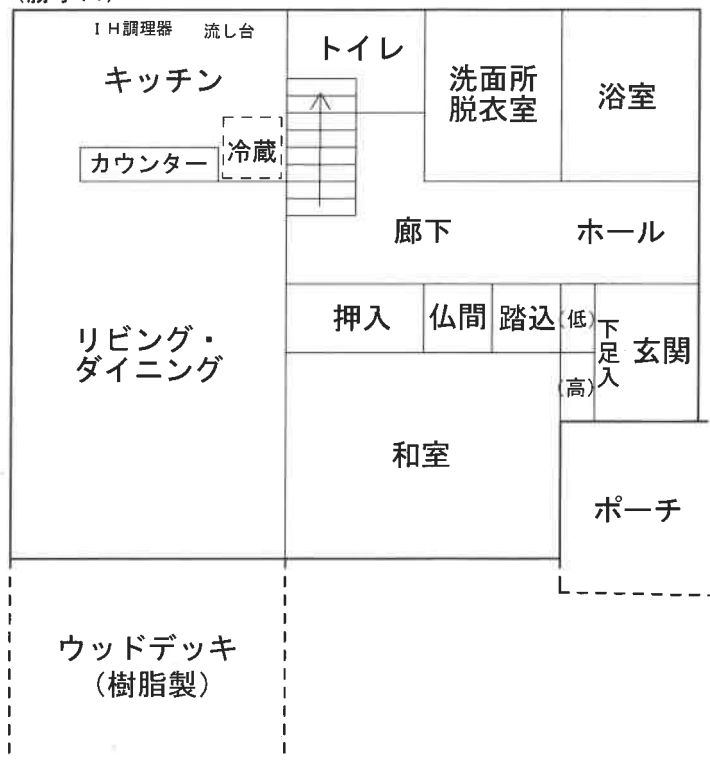 ＩＨ調理器 流し台
キッチン
トイレ
洗面所
脱衣室
浴室
冷蔵
カウンター
廊下
ホール
リビング・
ダイニング
押入
仏間
踏込
(低)
(高)
下足入
玄関
和室
ポーチ
ウッドデッキ
（樹脂製）